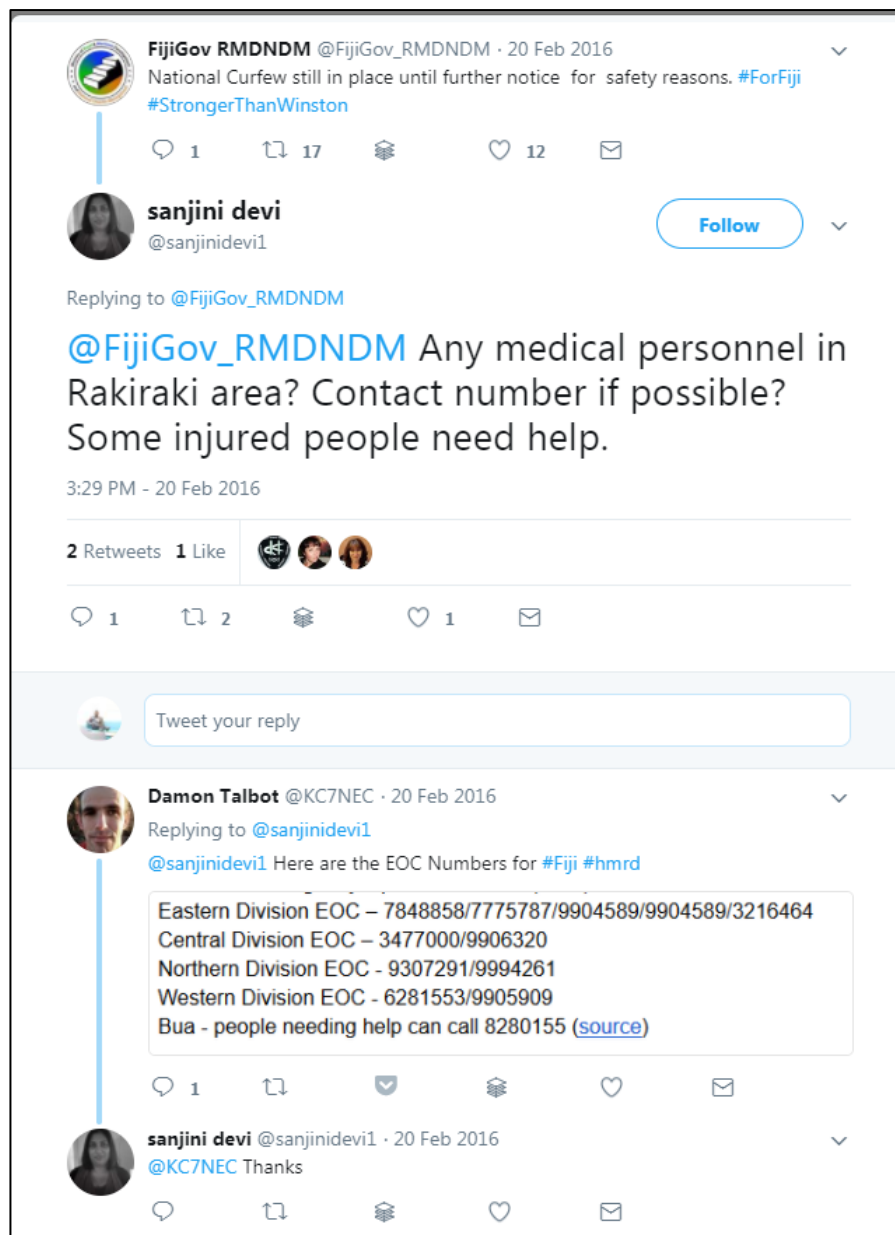 FijiGov RMDNDM @FijiGov_RMDNDM · 20 Feb 2016
National Curfew still in place until further notice for safety reasons. #ForFiji
#StrongerThanWinston
1 17 12
sanjini devi
Follow
@sanjinidevi1
Replying to @FijiGov_RMDNDM
@FijiGov_RMDNDM Any medical personnel in
Rakiraki area? Contact number if possible?
Some injured people need help.
3:29 PM - 20 Feb 2016
2 Retweets 1 Like
1 2 1
Tweet your reply
Damon Talbot @KC7NEC · 20 Feb 2016
Replying to @sanjinidevi1
@sanjinidevi1 Here are the EOC Numbers for #Fiji #hmrd
Eastern Division EOC – 7848858/7775787/9904589/9904589/3216464
Central Division EOC – 3477000/9906320
Northern Division EOC - 9307291/9994261
Western Division EOC - 6281553/9905909
Bua - people needing help can call 8280155 (source)
1
sanjini devi @sanjinidevi1 · 20 Feb 2016
@KC7NEC Thanks